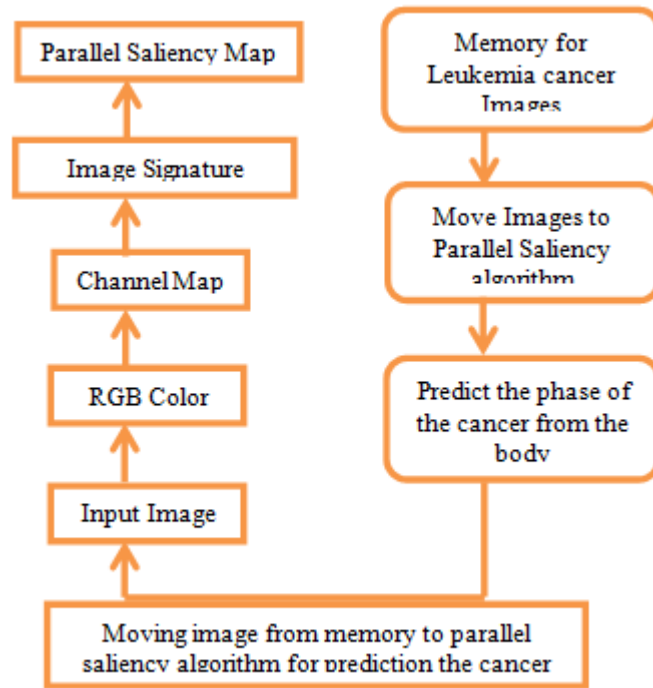 Parallel Saliency Map
Image Signature
Channel Map
RGB Color
Input Image
Memory for
Leukemia cancer
Images
Move Images to
Parallel Saliency
algorithm
Predict the phase of
the cancer from the
body
Moving image from memory to parallel
saliency algorithm for prediction the cancer